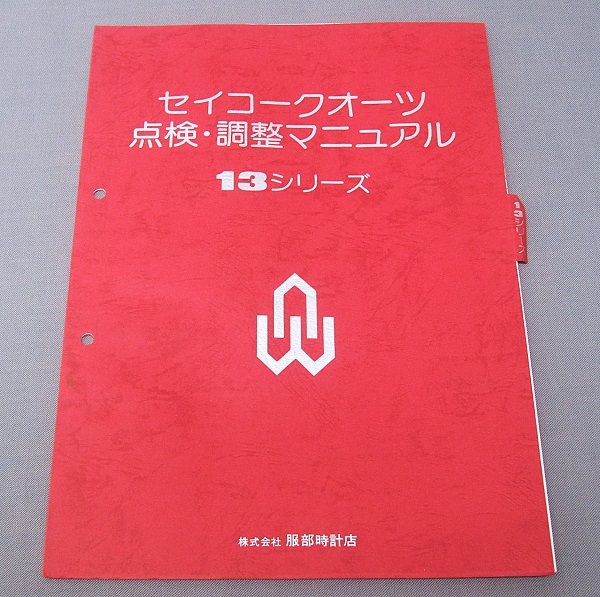 セイコークオーツ
点検・調整マニュアル
13シリーズ
13シリーズ
株式会社 服部時計店